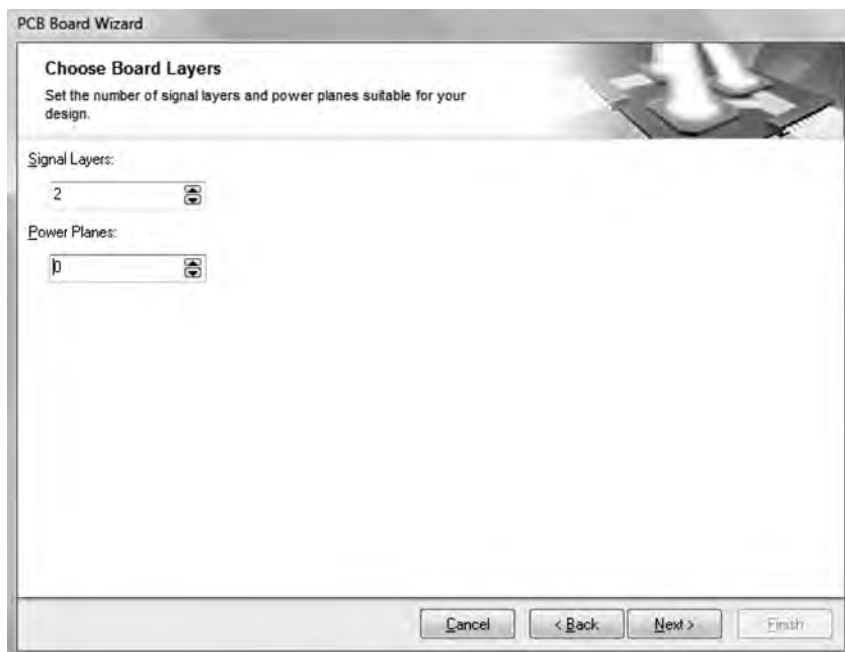 PCB Board Wizard
Choose Board Layers
Set the number of signal layers and power planes suitable for your
design.
Signal Layers:
2
Power Planes:
0
Cancel
< Back
Next >
Finish